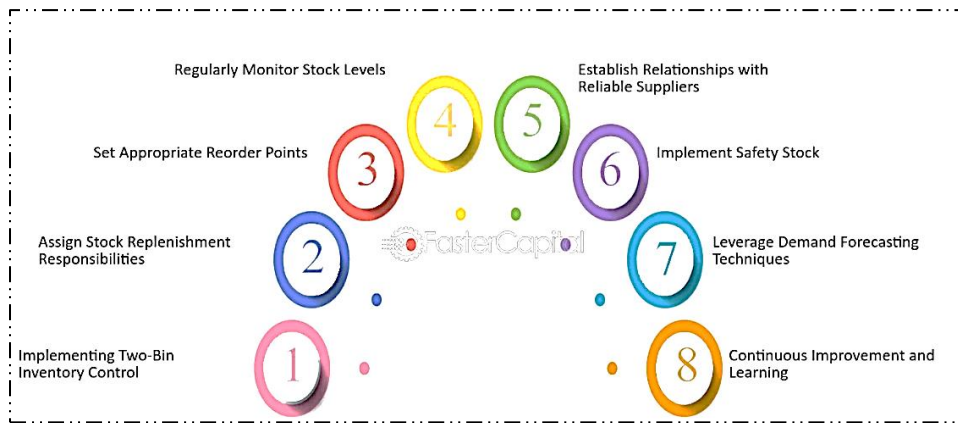 Regularly Monitor Stock Levels
4
5
Establish Relationships with
Reliable Suppliers
Set Appropriate Reorder Points
3
6
Implement Safety Stock
Assign Stock Replenishment
Responsibilities
2
FasterCapital
7
Leverage Demand Forecasting
Techniques
Implementing Two-Bin
Inventory Control
1
8
Continuous Improvement and
Learning